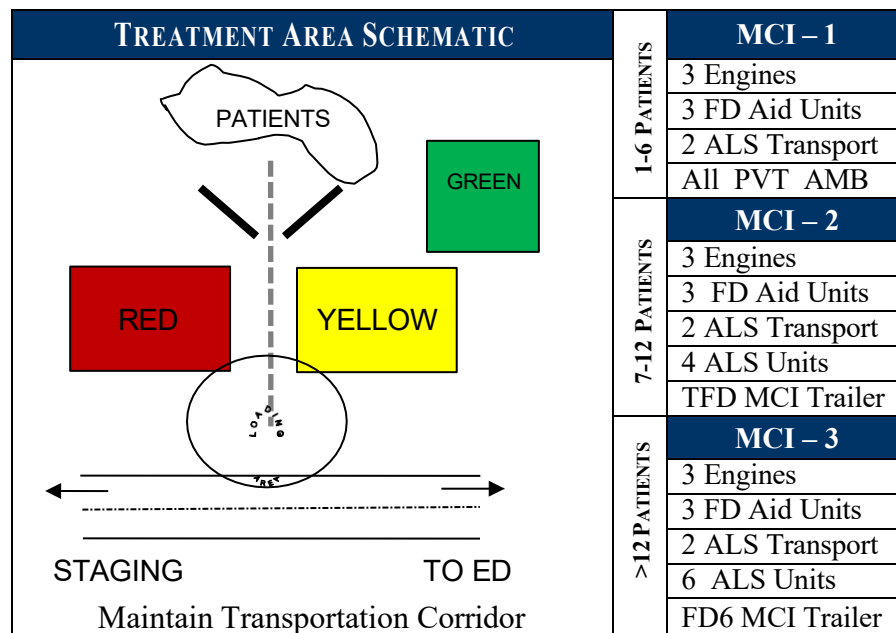 TREATMENT AREA SCHEMATIC
PATIENTS
GREEN
RED
YELLOW
LOADING
AREA
STAGING
TO ED
Maintain Transportation Corridor
1-6 PATIENTS
MCI – 1
3 Engines
3 FD Aid Units
2 ALS Transport
All PVT AMB
7-12 PATIENTS
MCI – 2
3 Engines
3 FD Aid Units
2 ALS Transport
4 ALS Units
TFD MCI Trailer
>12 PATIENTS
MCI – 3
3 Engines
3 FD Aid Units
2 ALS Transport
6 ALS Units
FD6 MCI Trailer